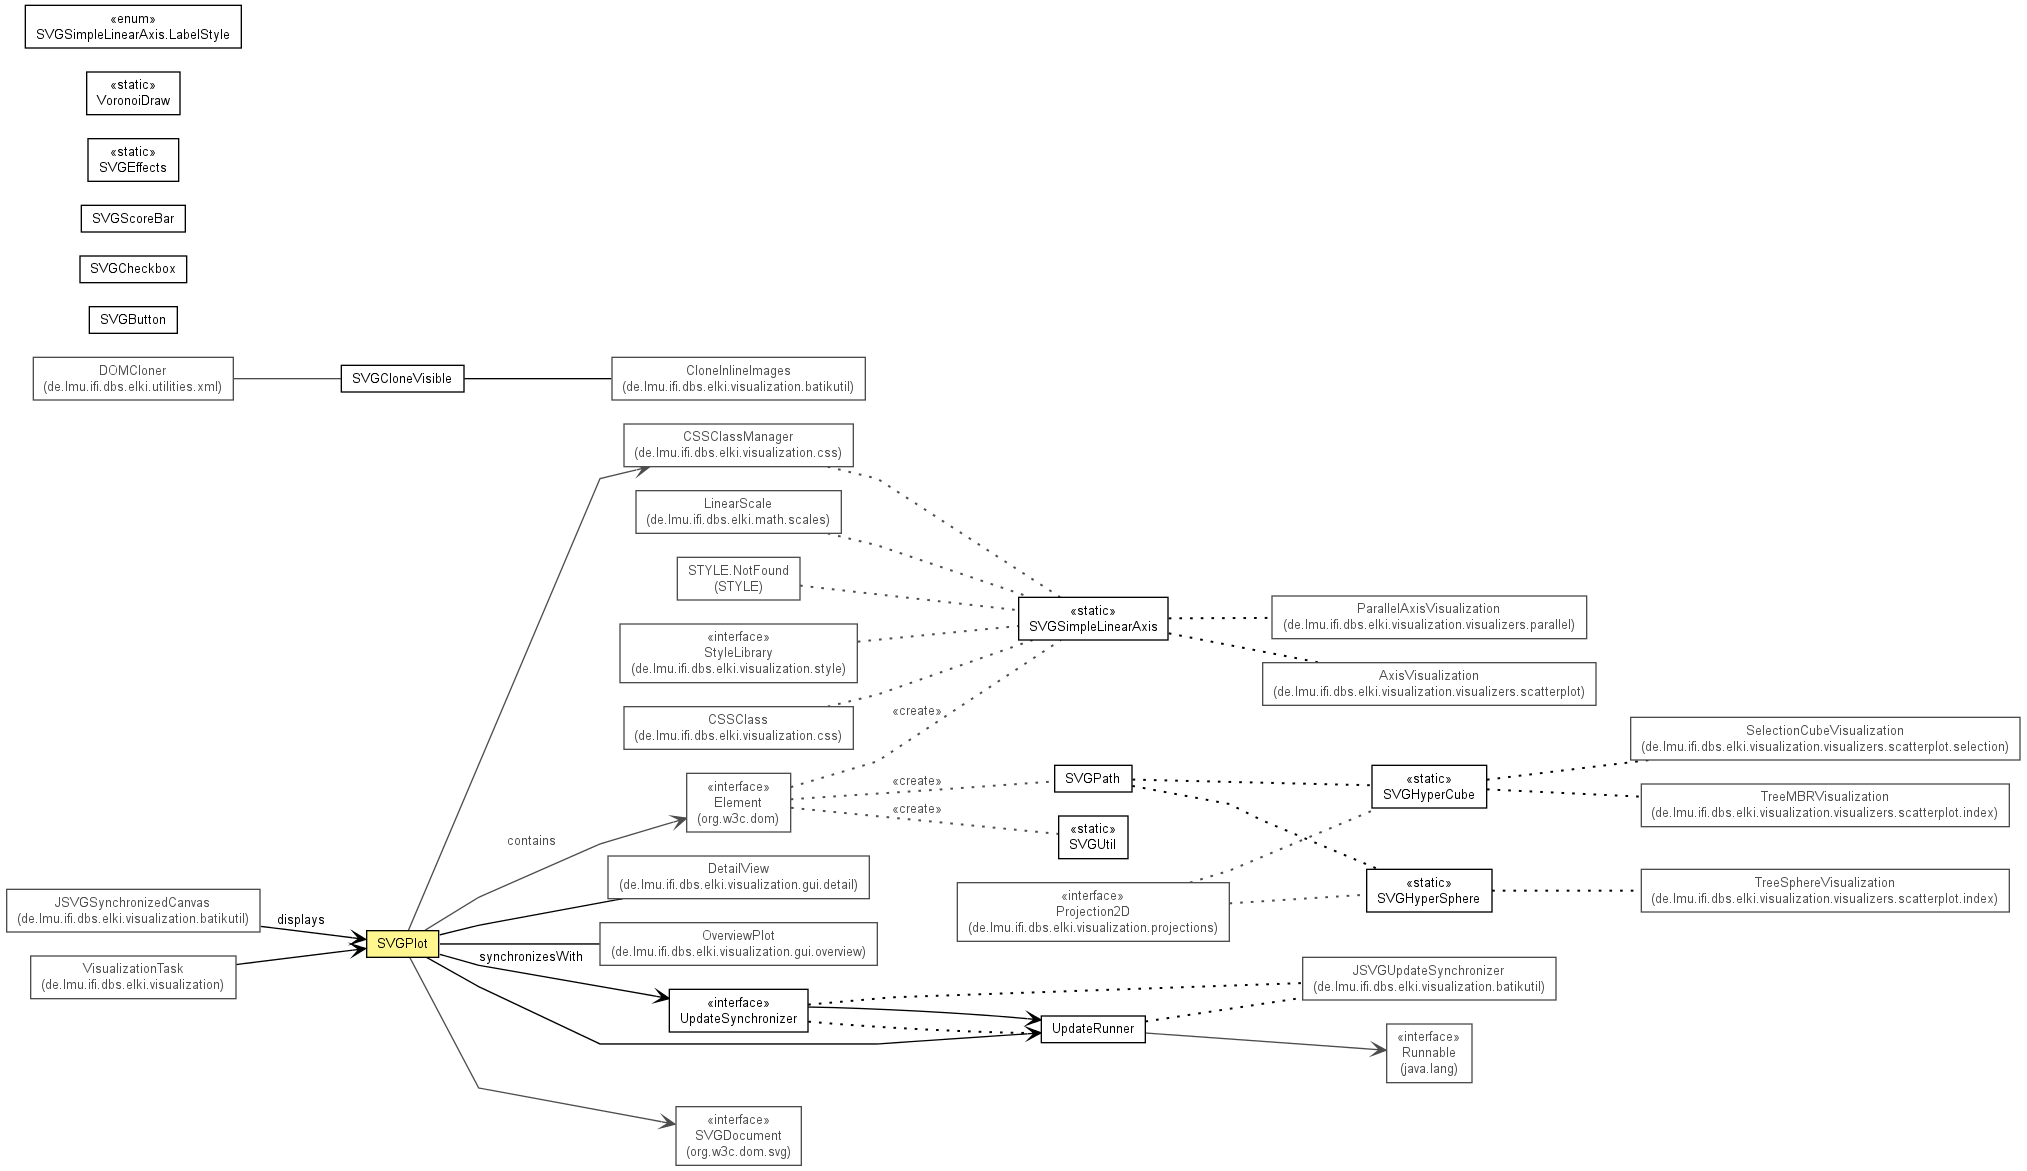 «enum»
SVGSimpleLinearAxis.LabelStyle
«static»
VoronoiDraw
«static»
SVGEffects
SVGScoreBar
SVGCheckbox
SVGButton
DOMCloner
(de.lmu.ifi.dbs.elki.utilities.xml)
SVGCloneVisible
CloneInlineImages
(de.lmu.ifi.dbs.elki.visualization.batikutil)
CSSClassManager
(de.lmu.ifi.dbs.elki.visualization.css)
LinearScale
(de.lmu.ifi.dbs.elki.math.scales)
STYLE.NotFound
(STYLE)
«interface»
StyleLibrary
(de.lmu.ifi.dbs.elki.visualization.style)
CSSClass
(de.lmu.ifi.dbs.elki.visualization.css)
«static»
SVGSimpleLinearAxis
ParallelAxisVisualization
(de.lmu.ifi.dbs.elki.visualization.visualizers.parallel)
AxisVisualization
(de.lmu.ifi.dbs.elki.visualization.visualizers.scatterplot)
«create»
«interface»
Element
(org.w3c.dom)
«create»
«create»
SVGPath
«static»
SVGUtil
«static»
SVGHyperCube
SelectionCubeVisualization
(de.lmu.ifi.dbs.elki.visualization.visualizers.scatterplot.selection)
TreeMBRVisualization
(de.lmu.ifi.dbs.elki.visualization.visualizers.scatterplot.index)
contains
DetailView
(de.lmu.ifi.dbs.elki.visualization.gui.detail)
«interface»
Projection2D
(de.lmu.ifi.dbs.elki.visualization.projections)
«static»
SVGHyperSphere
TreeSphereVisualization
(de.lmu.ifi.dbs.elki.visualization.visualizers.scatterplot.index)
JSVGSynchronizedCanvas
(de.lmu.ifi.dbs.elki.visualization.batikutil)
displays
SVGPlot
VisualizationTask
(de.lmu.ifi.dbs.elki.visualization)
OverviewPlot
(de.lmu.ifi.dbs.elki.visualization.gui.overview)
synchronizesWith
«interface»
UpdateSynchronizer
JSVGUpdateSynchronizer
(de.lmu.ifi.dbs.elki.visualization.batikutil)
UpdateRunner
«interface»
Runnable
(java.lang)
«interface»
SVGDocument
(org.w3c.dom.svg)